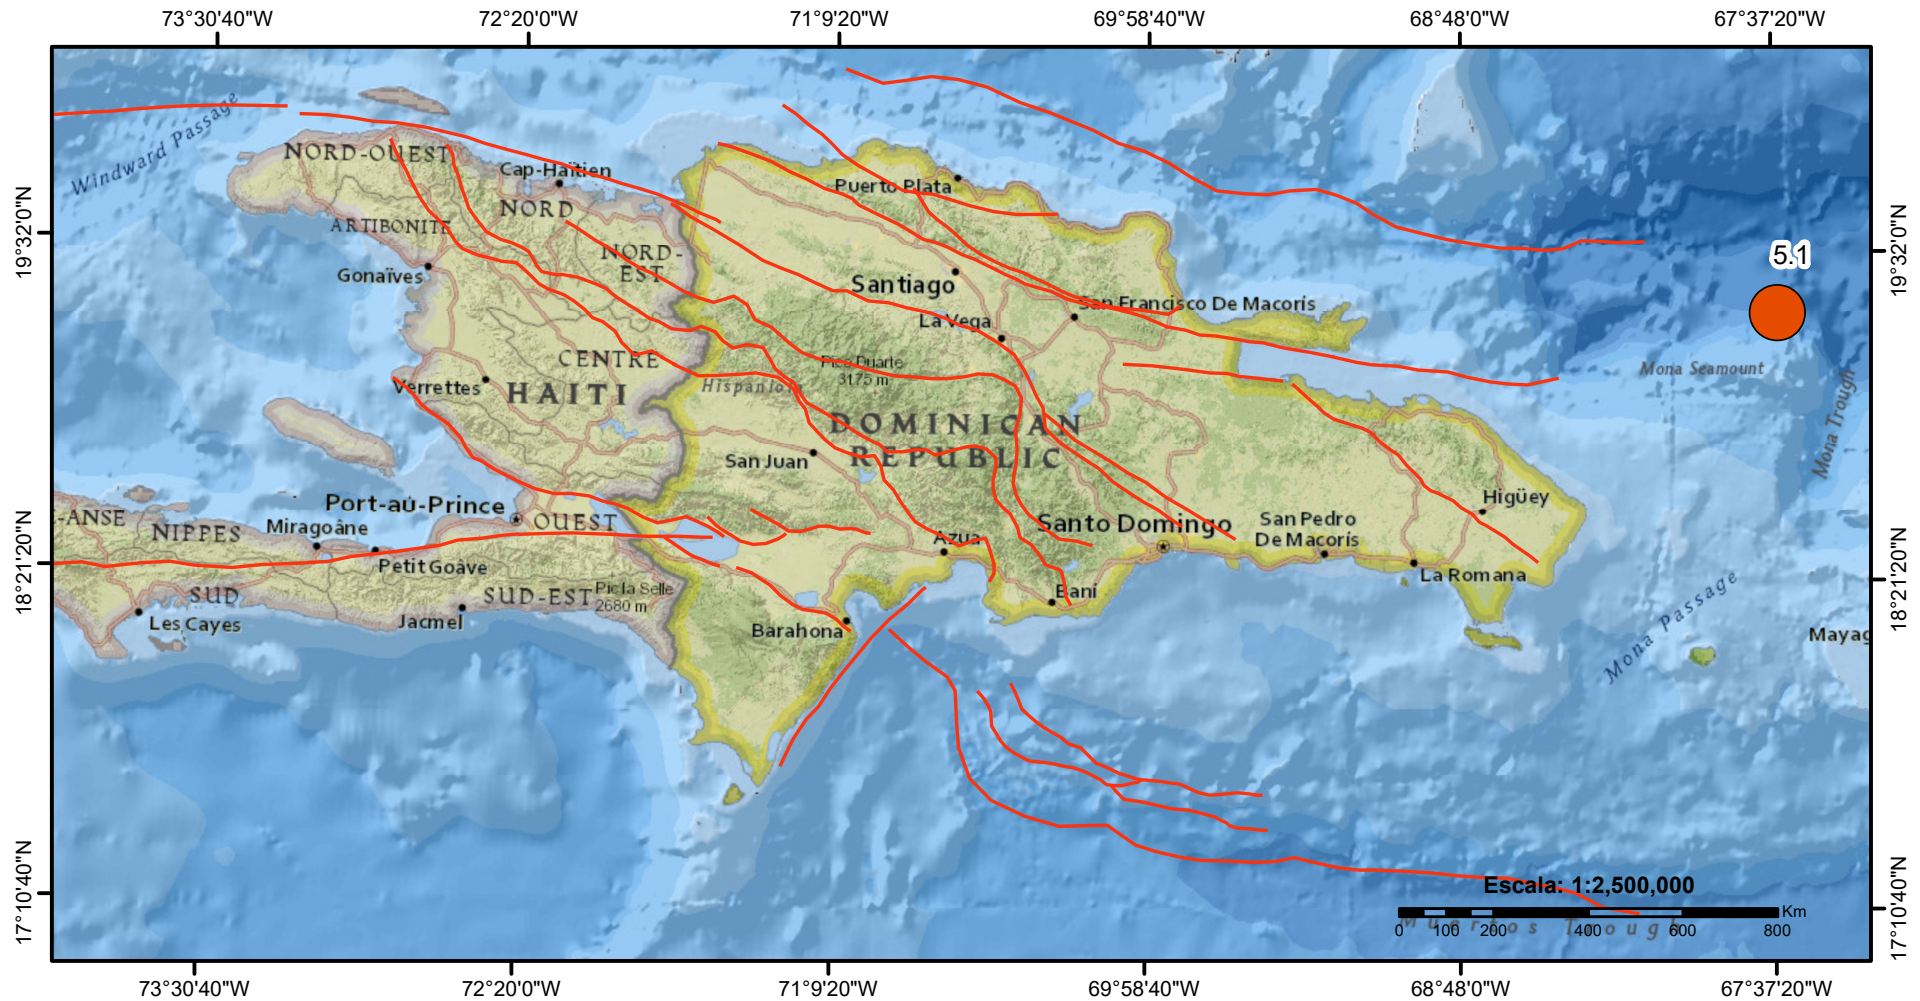 73°30'40"W
72°20'0"W
71°9'20"W
69°58'40"W
68°48'0"W
67°37'20"W
Windward Passage
NORD-OUEST
Cap-Haïtien
NORD
ARTIBONITE
Puerto Plata
19°32'0"N
19°32'0"N
NORD-
EST
5.1
Gonaïves
Santiago
San Francisco De Macorís
La Vega
CENTRE
Pico Duarte
3175 m
Mona Seamount
Verrettes
HAITI
Hispaniola
Mona Trough
DOMINICAN
REPUBLIC
San Juan
Higüey
Port-au-Prince
-ANSE
NIPPES
Miragoâne
OUEST
Santo Domingo
San Pedro
De Macorís
Azua
18°21'20"N
18°21'20"N
Petit Goâve
La Romana
SUD
SUD-EST
Pic la Selle
2680 m
Baní
Les Cayes
Jacmel
Barahona
Mona Passage
Mayag
17°10'40"N
17°10'40"N
Escala: 1:2,500,000
Km
Muertos Trough
0 100 200 400 600 800
73°30'40"W
72°20'0"W
71°9'20"W
69°58'40"W
68°48'0"W
67°37'20"W